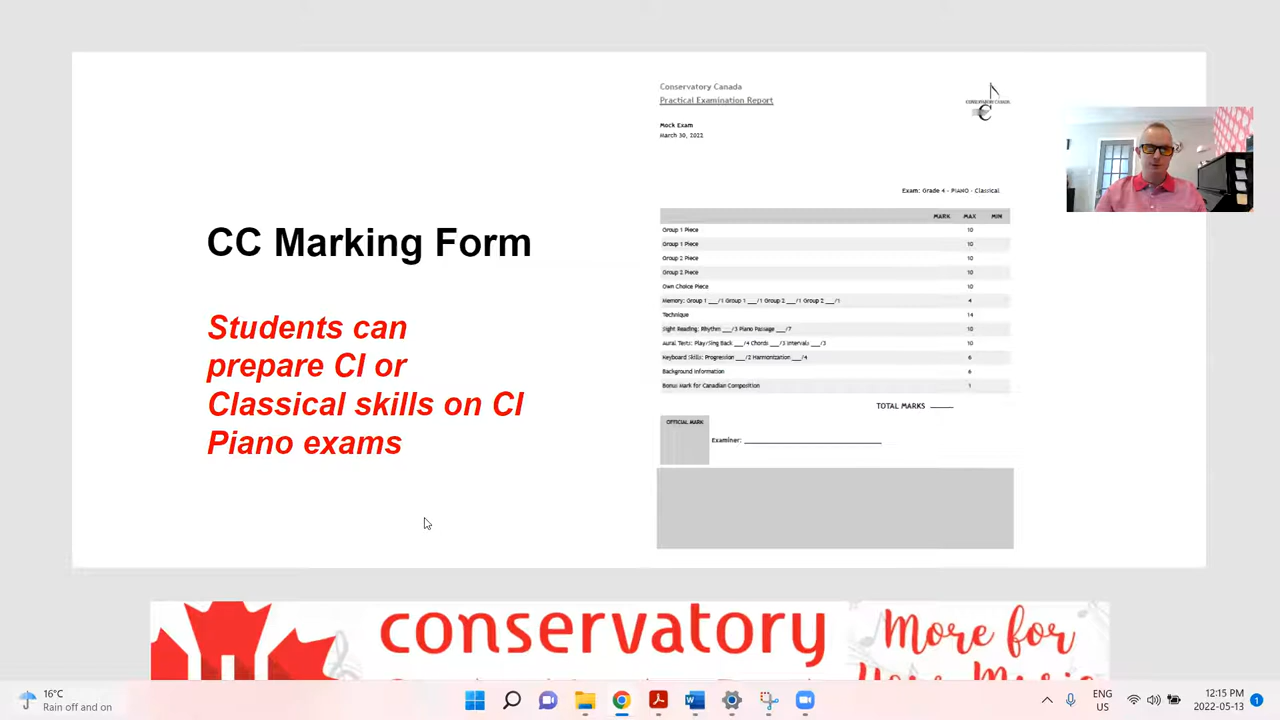 CC Marking Form
Students can
prepare CI or
Classical skills on CI
Piano exams
Conservatory Canada
Practical Examination Report
Mock Exam
March 30, 2022
CONSERVATORY CANADA
Exam: Grade 4 - PIANO - Classical
MARK MAX MIN
Group 1 Piece 10
Group 1 Piece 10
Group 2 Piece 10
Group 2 Piece 10
Own Choice Piece 10
Memory: Group 1 ___/1 Group 1 ___/1 Group 2 ___/1 Group 2 ___/1 4
Technique 14
Sight Reading: Rhythm ___/3 Piano Passage ___/7 10
Aural Tests: Play/Sing Back ___/4 Chords ___/3 Intervals ___/3 10
Keyboard Skills: Progression ___/2 Harmonization ___/4 6
Background Information 6
Bonus Mark for Canadian Composition 1
TOTAL MARKS ____
OFFICIAL MARK:
Examiner: ____________________
conservatory
More for
16°C
Rain off and on
ENG
US
12:15 PM
2022-05-13
1